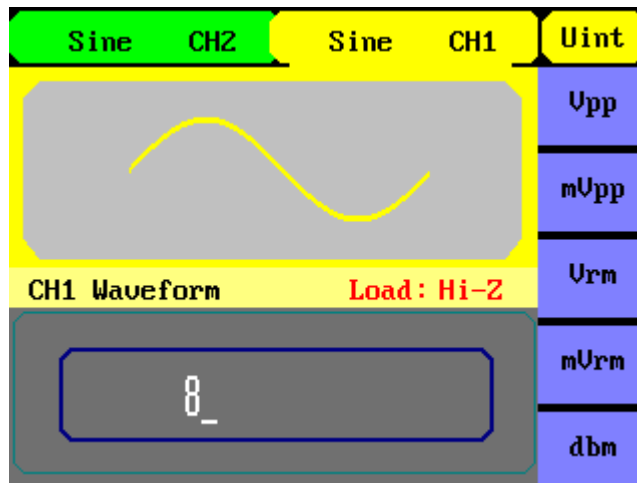 Sine CH2 Sine CH1 Uint
Vpp
mVpp
Vrm
CH1 Waveform Load: Hi-Z
mVrm
8_
dbm